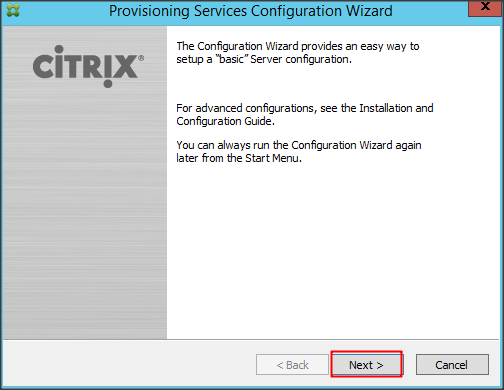 Provisioning Services Configuration Wizard
X
CITRIX®
The Configuration Wizard provides an easy way to
setup a "basic" Server configuration.
For advanced configurations, see the Installation and
Configuration Guide.
You can always run the Configuration Wizard again
later from the Start Menu.
< Back
Next >
Cancel